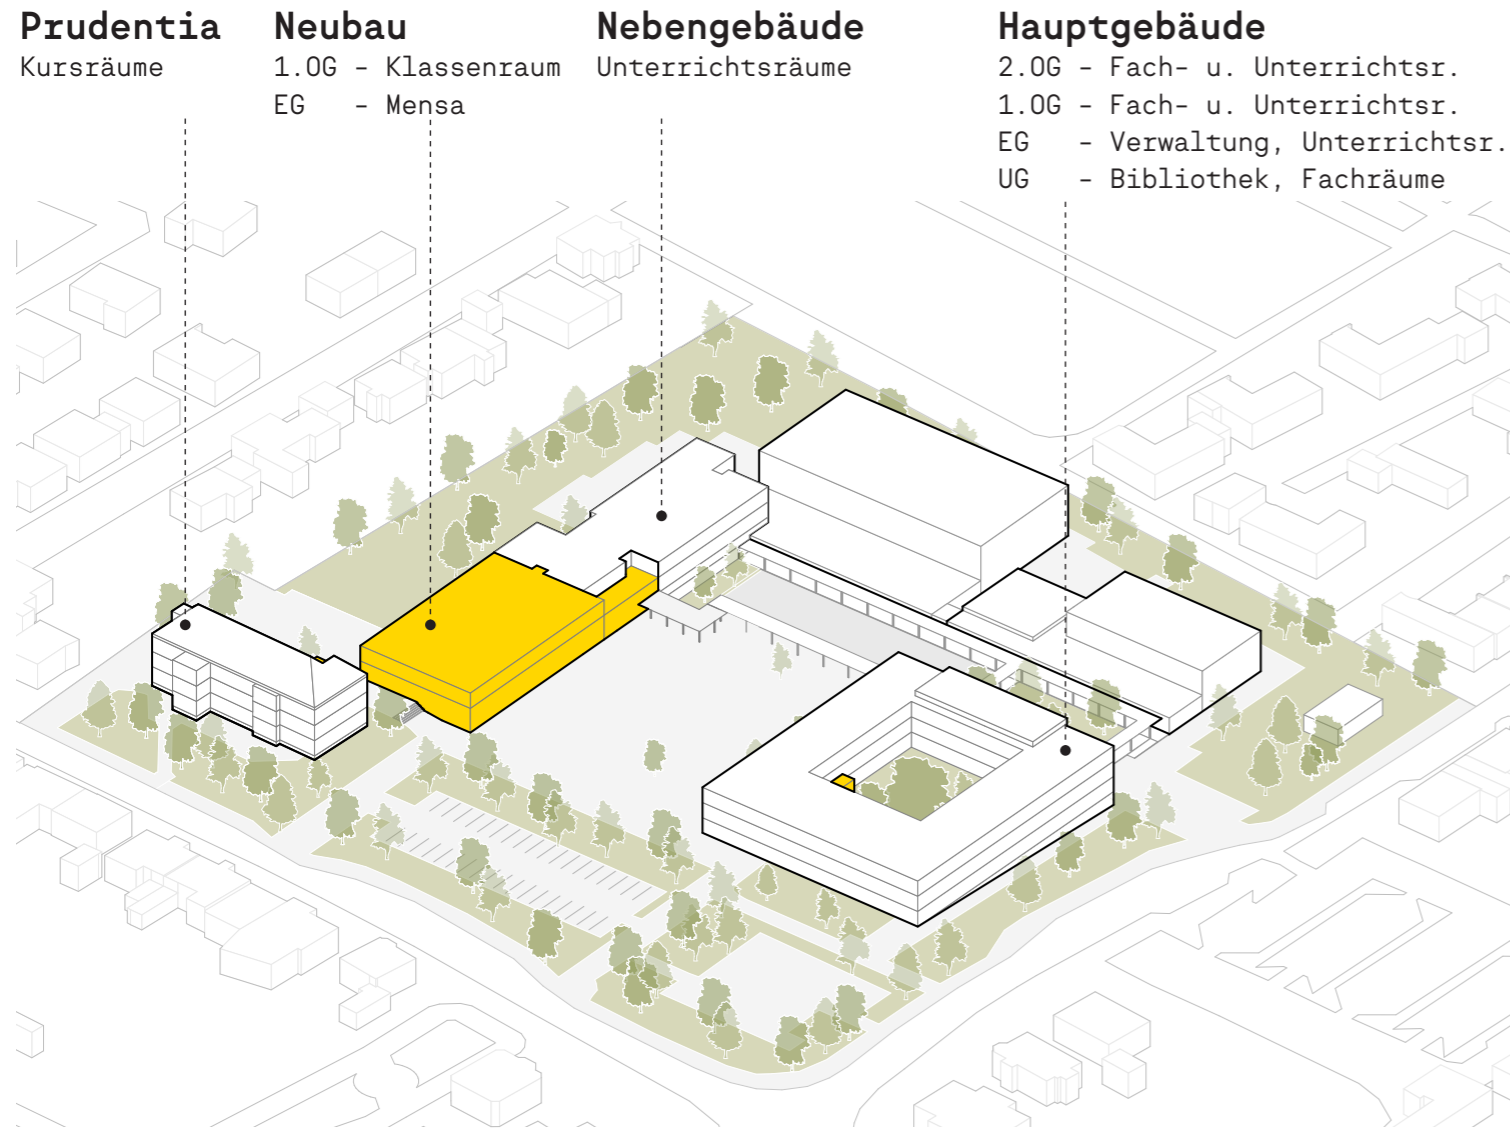 Prudentia
Kursräume
Neubau
1.OG - Klassenraum
EG - Mensa
Nebengebäude
Unterrichtsräume
Hauptgebäude
2.OG - Fach- u. Unterrichtsr.
1.OG - Fach- u. Unterrichtsr.
EG - Verwaltung, Unterrichtsr.
UG - Bibliothek, Fachräume